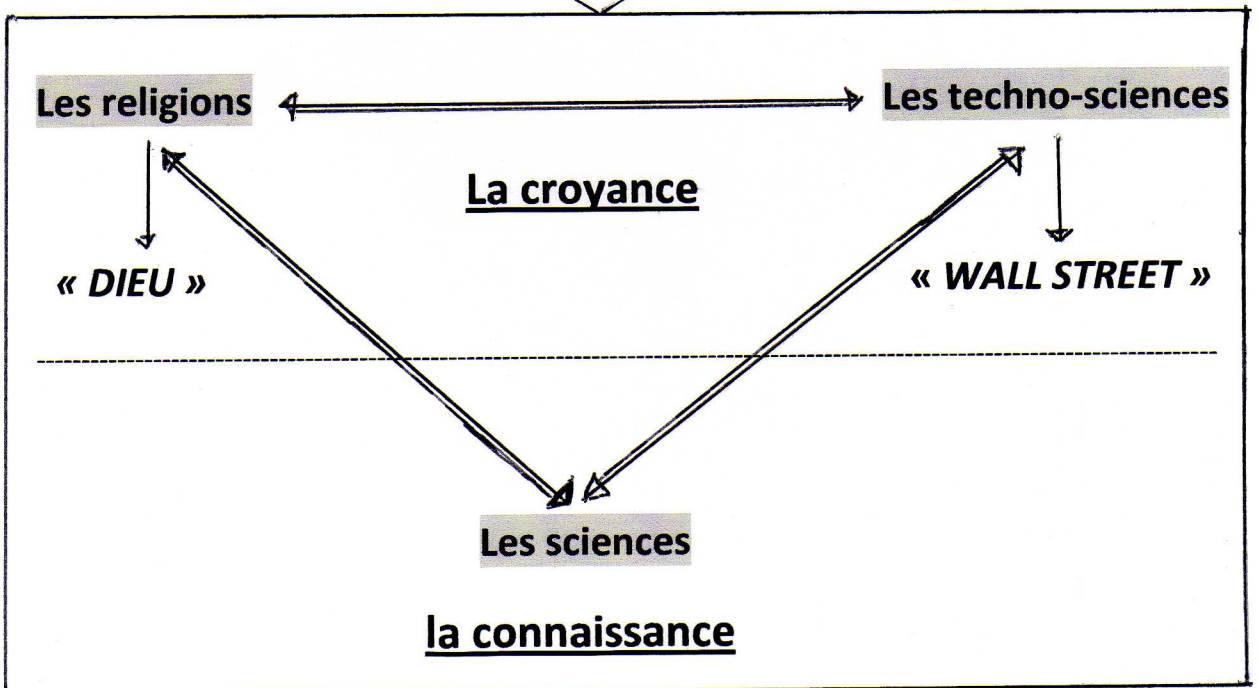 Les religions
Les techno-sciences
La croyance
« DIEU »
« WALL STREET »
Les sciences
la connaissance